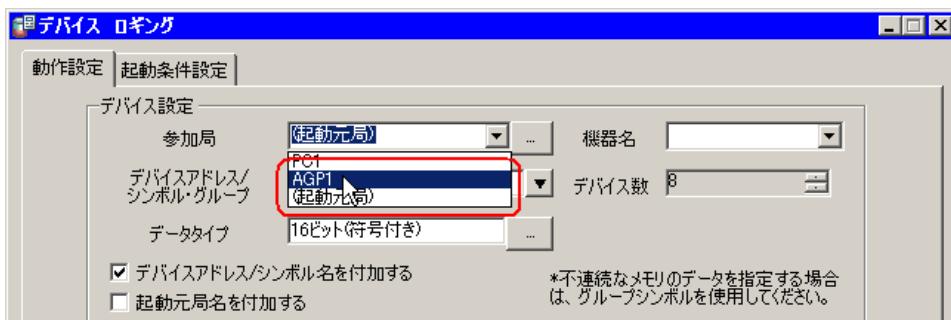 デバイス ロギング
動作設定 起動条件設定
デバイス設定
参加局 (起動元局) ... 機器名
PC1
AGP1
(起動元局)
デバイスアドレス/
シンボル・グループ
デバイス数 8
データタイプ 16ビット(符号付き) ...
デバイスアドレス/シンボル名を付加する
起動元局名を付加する
*不連続なメモリのデータを指定する場合
は、グループシンボルを使用してください。